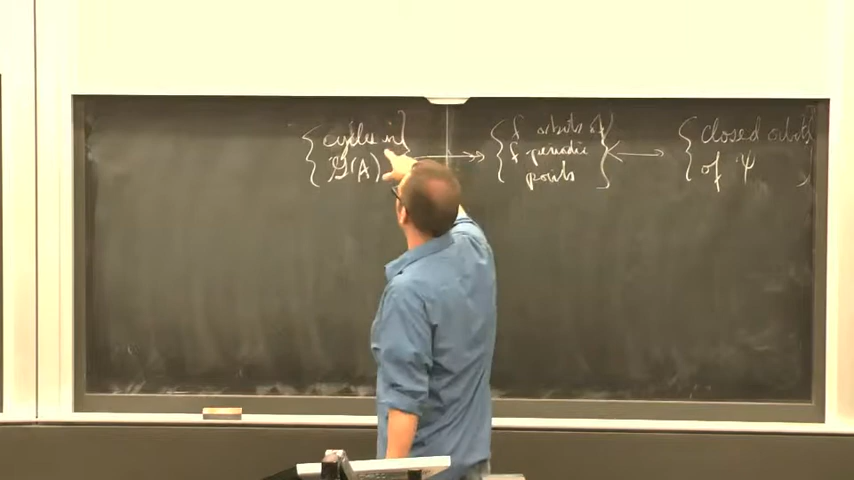 { cycles in G(A) } ↠ { f orbits of f periodic points } ↔ { closed orbits of Ψ }